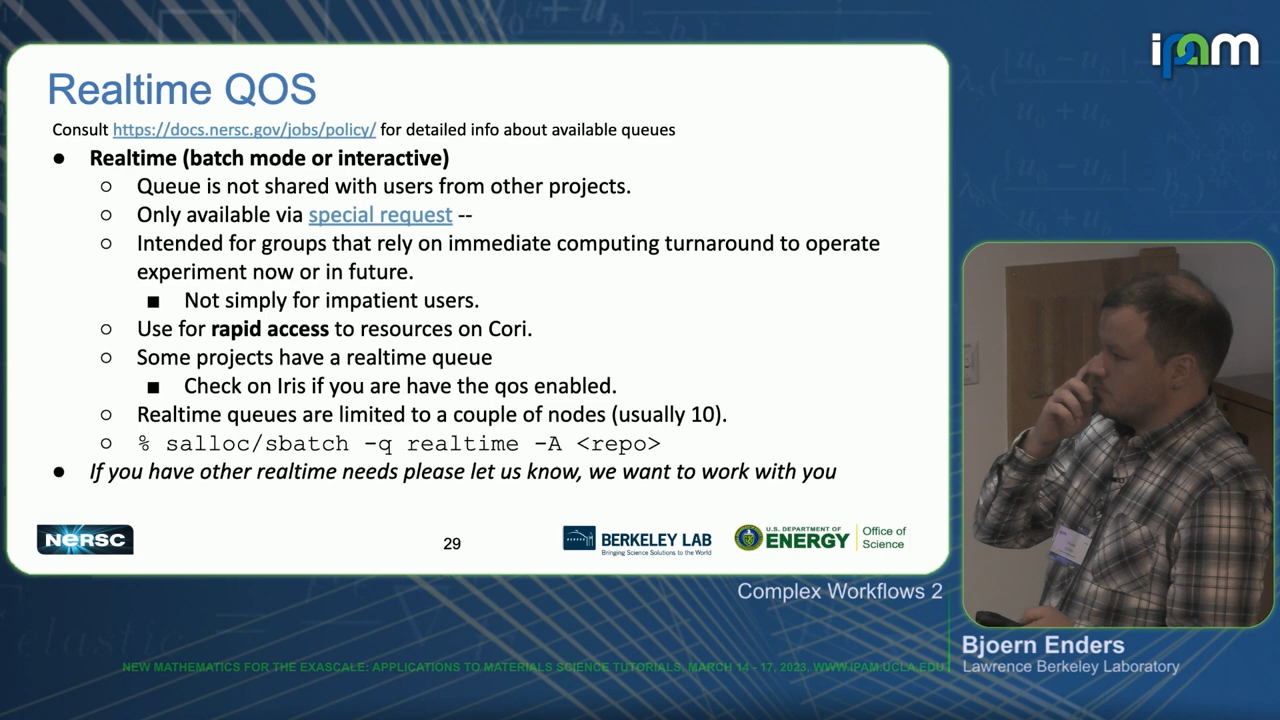 ipam
Realtime QOS
Consult https://docs.nersc.gov/jobs/policy/ for detailed info about available queues
● Realtime (batch mode or interactive)
○ Queue is not shared with users from other projects.
○ Only available via special request --
○ Intended for groups that rely on immediate computing turnaround to operate
experiment now or in future.
■ Not simply for impatient users.
○ Use for rapid access to resources on Cori.
○ Some projects have a realtime queue
■ Check on Iris if you are have the qos enabled.
○ Realtime queues are limited to a couple of nodes (usually 10).
○ % salloc/sbatch -q realtime -A <repo>
● If you have other realtime needs please let us know, we want to work with you
NERSC
29
BERKELEY LAB
Bringing Science Solutions to the World
U.S. DEPARTMENT OF
ENERGY
Office of
Science
Complex Workflows 2
Bjoern Enders
Lawrence Berkeley Laboratory
NEW MATHEMATICS FOR THE EXASCALE: APPLICATIONS TO MATERIALS SCIENCE TUTORIALS, MARCH 14 - 17, 2023, WWW.IPAM.UCLA.EDU
elastic